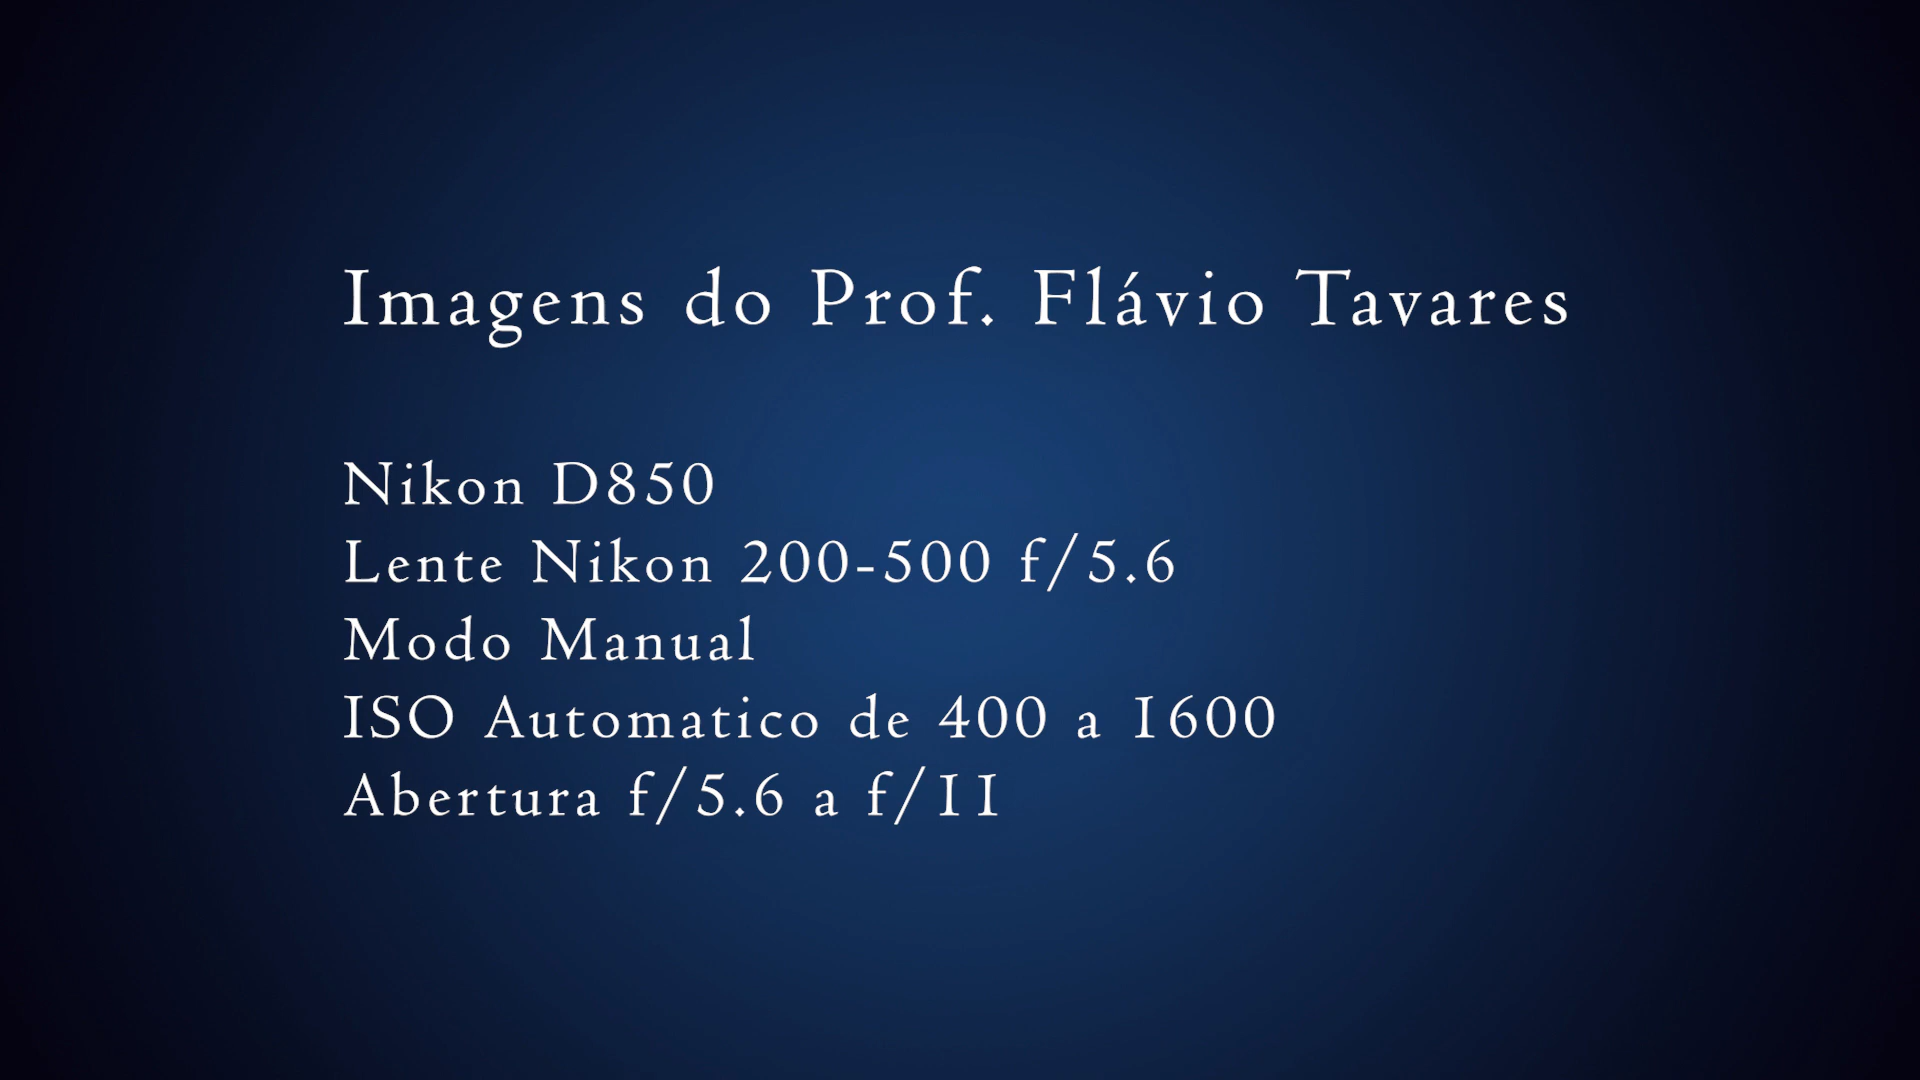 Imagens do Prof. Flávio Tavares
Nikon D850
Lente Nikon 200-500 f/5.6
Modo Manual
ISO Automatico de 400 a 1600
Abertura f/5.6 a f/11